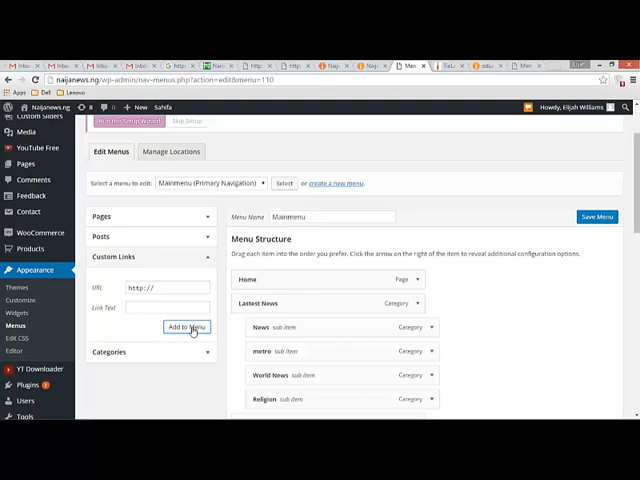 naijanews.ng/wp-admin/nav-menus.php?action=edit&menu=110
Apps Dell Lenovo
Naijanews.ng 8 New Sahifa Howdy, Elijah Williams
Custom Sliders
Media
YouTube Free
Pages
Comments
Feedback
Contact
WooCommerce
Products
Appearance
Themes
Customize
Widgets
Menus
Edit CSS
Editor
YT Downloader
Plugins
Users
Tools
Run the Setup Wizard Skip Setup
Edit Menus Manage Locations
Select a menu to edit: Mainmenu (Primary Navigation) Select or create a new menu.
Pages
Posts
Custom Links
URL http://
Link Text
Add to Menu
Categories
Menu Name Mainmenu Save Menu
Menu Structure
Drag each item into the order you prefer. Click the arrow on the right of the item to reveal additional configuration options.
Home Page
Lastest News Category
News sub item Category
metro sub item Category
World News sub item Category
Religion sub item Category